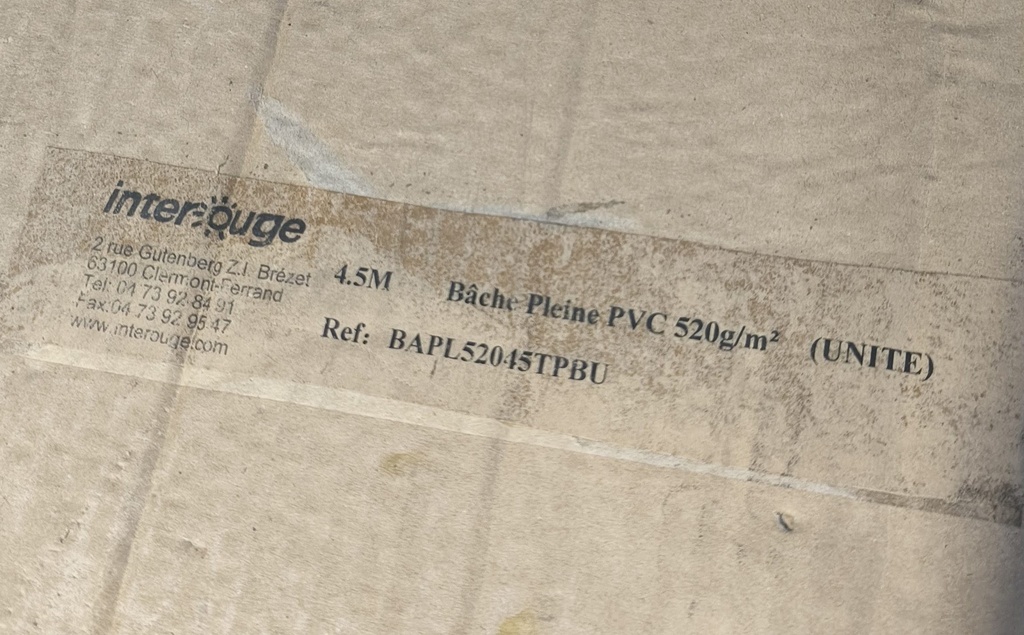 interouge
2 rue Gutenberg Z.I. Brézet
63100 Clermont-Ferrand
Tel: 04 73 92 84 91
Fax:04 73 92 95 47
www.interouge.com
4.5M Bâche Pleine PVC 520g/m² (UNITE)
Ref: BAPL52045TPBU